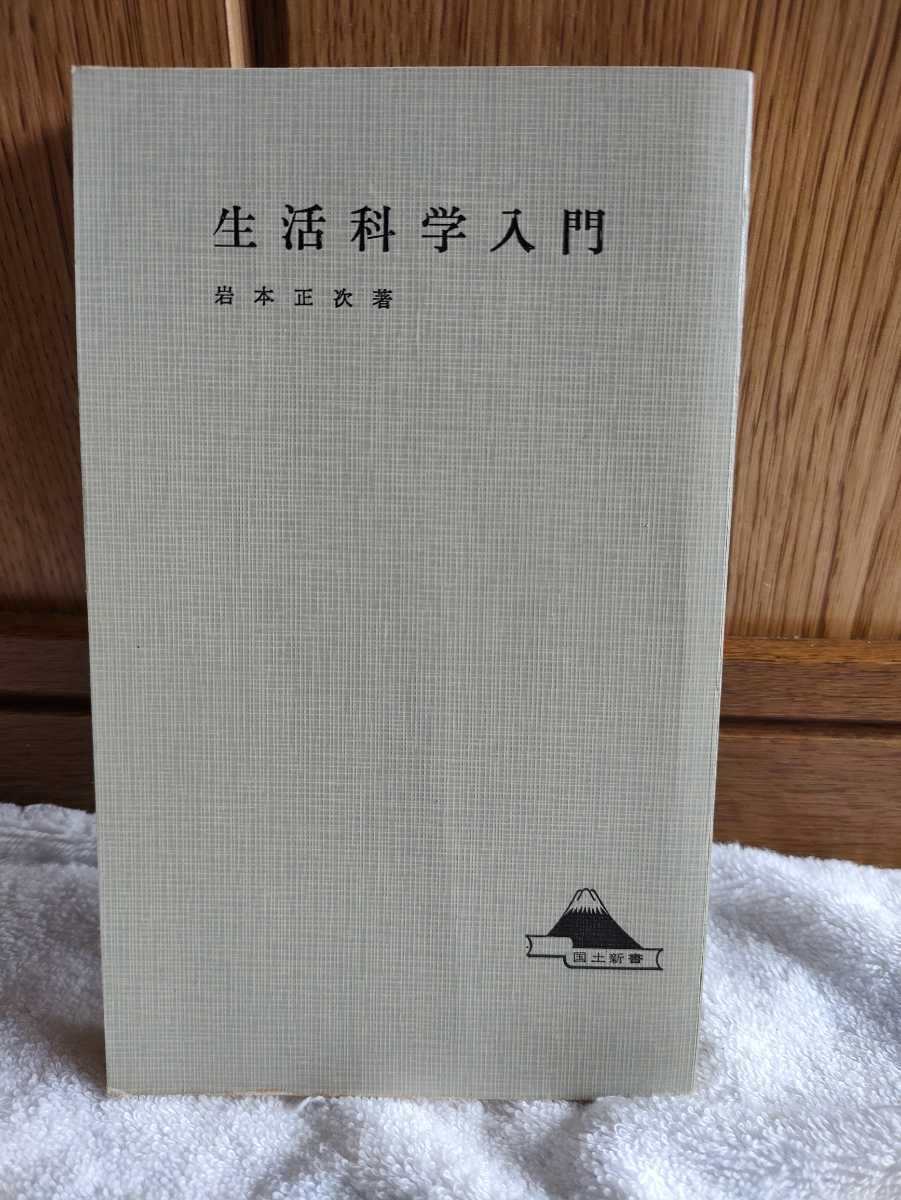 生活科学入門
岩本正次著
国土新書